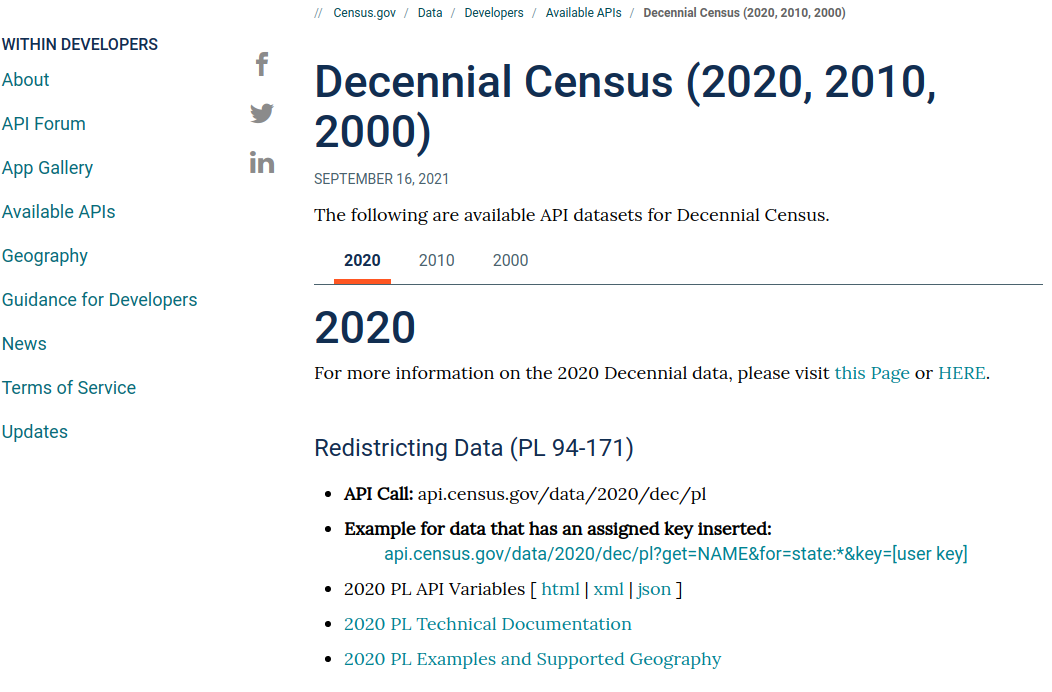 // Census.gov / Data / Developers / Available APIs / Decennial Census (2020, 2010, 2000)
WITHIN DEVELOPERS
About
API Forum
App Gallery
Available APIs
Geography
Guidance for Developers
News
Terms of Service
Updates
Decennial Census (2020, 2010,
2000)
SEPTEMBER 16, 2021
The following are available API datasets for Decennial Census.
2020 2010 2000
2020
For more information on the 2020 Decennial data, please visit this Page or HERE.
Redistricting Data (PL 94-171)
• API Call: api.census.gov/data/2020/dec/pl
• Example for data that has an assigned key inserted:
api.census.gov/data/2020/dec/pl?get=NAME&for=state:*&key=[user key]
• 2020 PL API Variables [ html | xml | json ]
• 2020 PL Technical Documentation
• 2020 PL Examples and Supported Geography